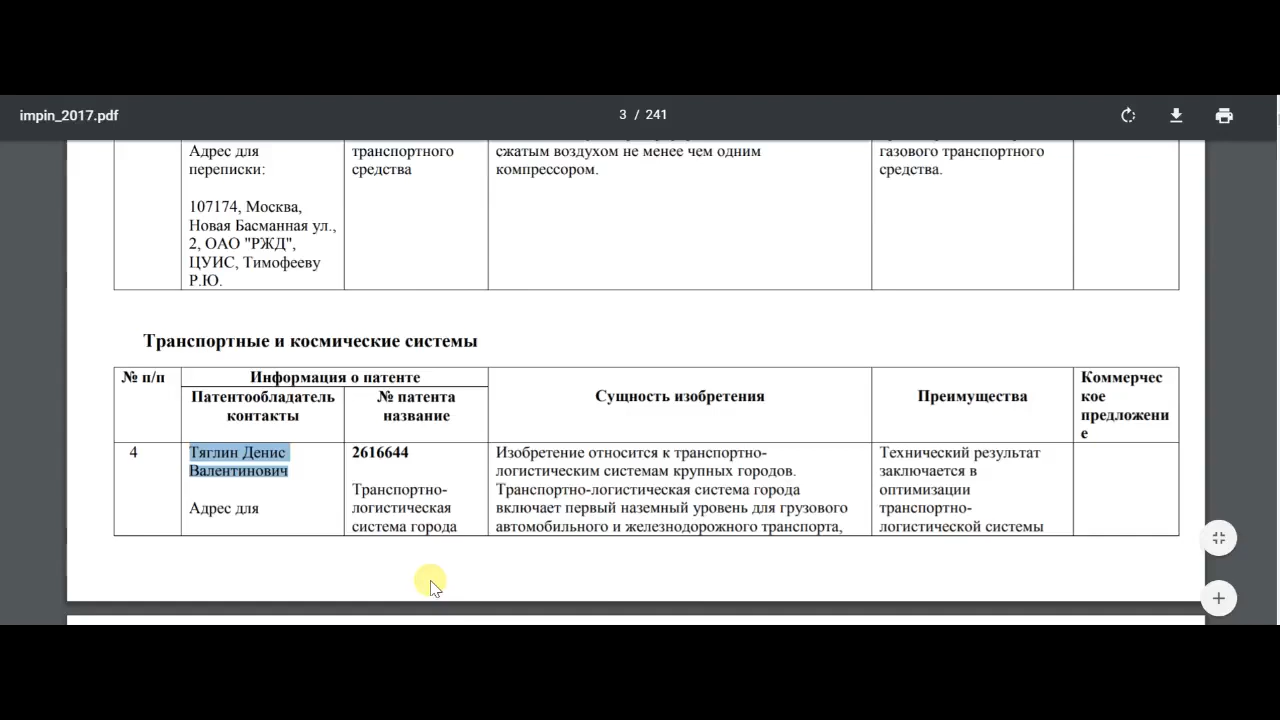 impin_2017.pdf
3 / 241
Адрес для
переписки:
107174, Москва,
Новая Басманная ул.,
2, ОАО "РЖД",
ЦУИС, Тимофееву
Р.Ю.
транспортного
средства
сжатым воздухом не менее чем одним
компрессором.
газового транспортного
средства.
Транспортные и космические системы
№ п/п
Информация о патенте
Патентообладатель
контакты
№ патента
название
Сущность изобретения
Преимущества
Коммерчес
кое
предложени
е
4
Тяглин Денис
Валентинович
Адрес для
2616644
Транспортно-
логистическая
система города
Изобретение относится к транспортно-
логистическим системам крупных городов.
Транспортно-логистическая система города
включает первый наземный уровень для грузового
автомобильного и железнодорожного транспорта,
Технический результат
заключается в
оптимизации
транспортно-
логистической системы